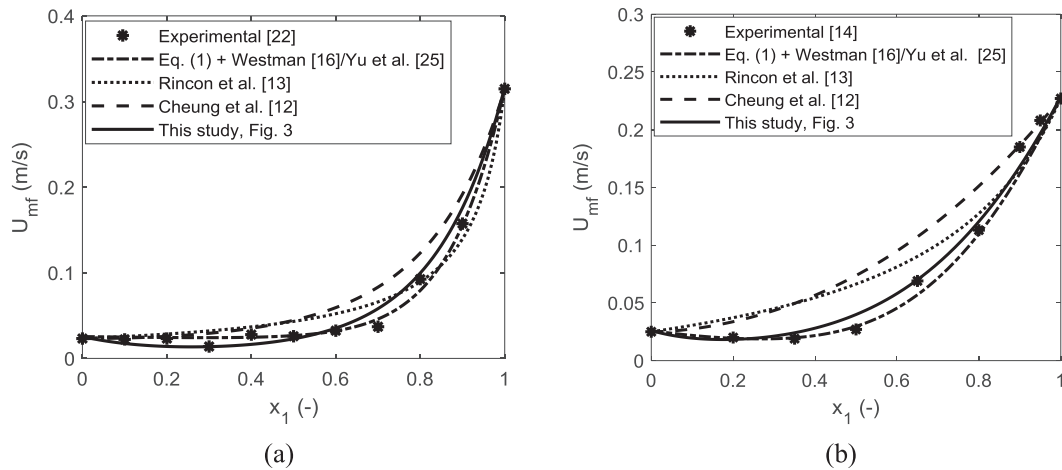 0.4
0.3
0.2
0.1
0
U_mf (m/s)
Experimental [22]
Eq. (1) + Westman [16]/Yu et al. [25]
Rincon et al. [13]
Cheung et al. [12]
This study, Fig. 3
0 0.2 0.4 0.6 0.8 1
x_1 (-)
(a)
0.3
0.25
0.2
0.15
0.1
0.05
0
U_mf (m/s)
Experimental [14]
Eq. (1) + Westman [16]/Yu et al. [25]
Rincon et al. [13]
Cheung et al. [12]
This study, Fig. 3
0 0.2 0.4 0.6 0.8 1
x_1 (-)
(b)